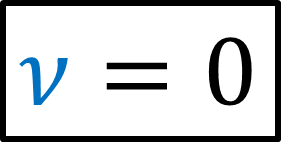 ν = 0